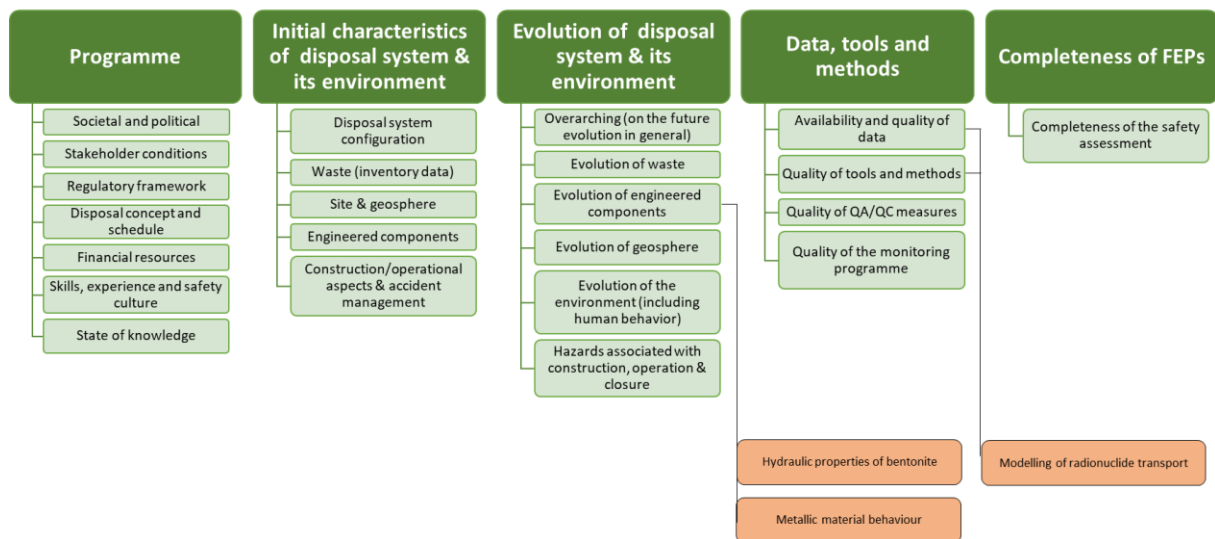 Programme
Societal and political
Stakeholder conditions
Regulatory framework
Disposal concept and
schedule
Financial resources
Skills, experience and safety
culture
State of knowledge
Initial characteristics
of disposal system &
its environment
Disposal system
configuration
Waste (inventory data)
Site & geosphere
Engineered components
Construction/operational
aspects & accident
management
Evolution of disposal
system & its
environment
Overarching (on the future
evolution in general)
Evolution of waste
Evolution of engineered
components
Evolution of geosphere
Evolution of the
environment (including
human behavior)
Hazards associated with
construction, operation &
closure
Data, tools and
methods
Availability and quality of
data
Quality of tools and methods
Quality of QA/QC measures
Quality of the monitoring
programme
Completeness of FEPs
Completeness of the safety
assessment
Hydraulic properties of bentonite
Metallic material behaviour
Modelling of radionuclide transport